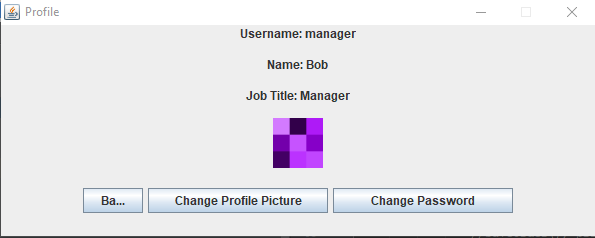 Profile
Username: manager
Name: Bob
Job Title: Manager
Ba... Change Profile Picture Change Password